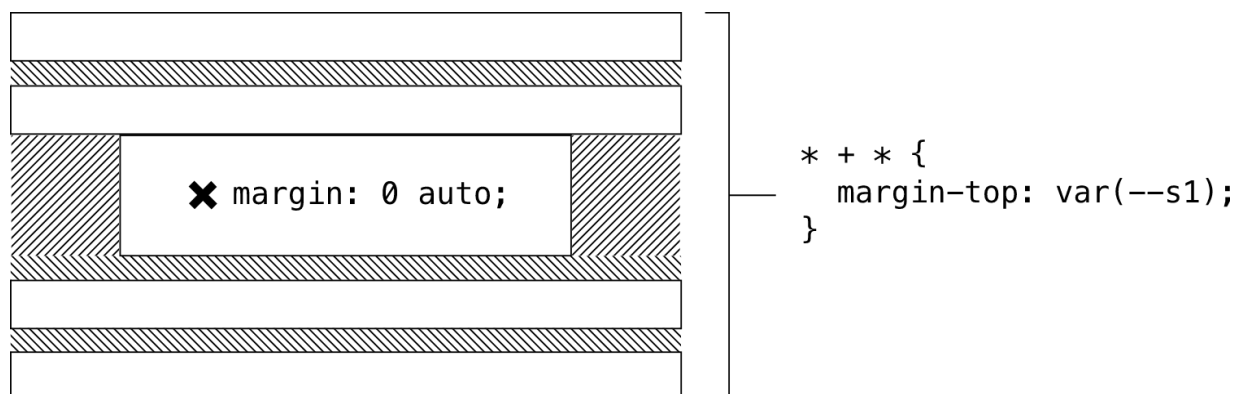 ✖ margin: 0 auto;
* + * {
  margin-top: var(--s1);
}